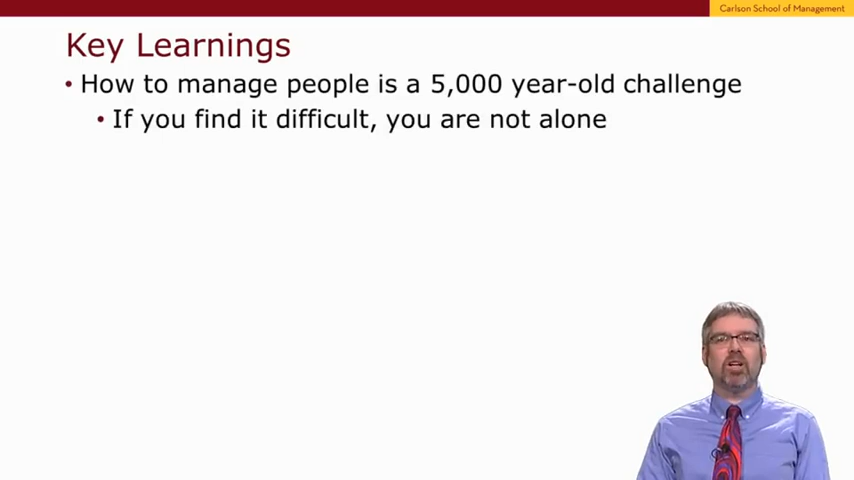 Carlson School of Management
Key Learnings
• How to manage people is a 5,000 year-old challenge
• If you find it difficult, you are not alone